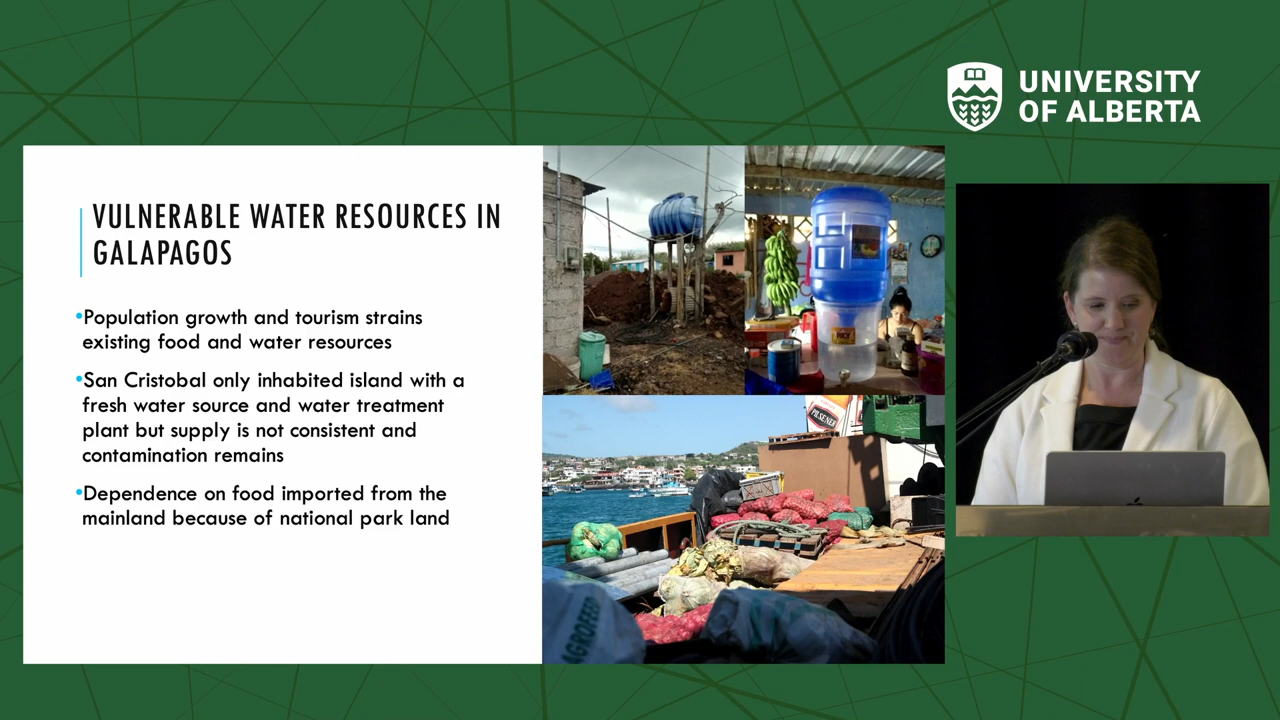 UNIVERSITY
OF ALBERTA
VULNERABLE WATER RESOURCES IN
GALAPAGOS
•Population growth and tourism strains
existing food and water resources
•San Cristobal only inhabited island with a
fresh water source and water treatment
plant but supply is not consistent and
contamination remains
•Dependence on food imported from the
mainland because of national park land
PILSENER
AGROFEED